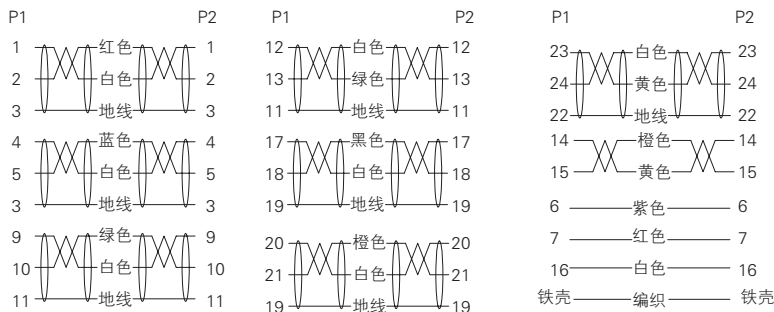 P1 P2
1 红色 1
2 白色 2
3 地线 3
4 蓝色 4
5 白色 5
3 地线 3
9 绿色 9
10 白色 10
11 地线 11
P1 P2
12 白色 12
13 绿色 13
11 地线 11
17 黑色 17
18 白色 18
19 地线 19
20 橙色 20
21 白色 21
19 地线 19
P1 P2
23 白色 23
24 黄色 24
22 地线 22
14 橙色 14
15 黄色 15
6 紫色 6
7 红色 7
16 白色 16
铁壳 编织 铁壳